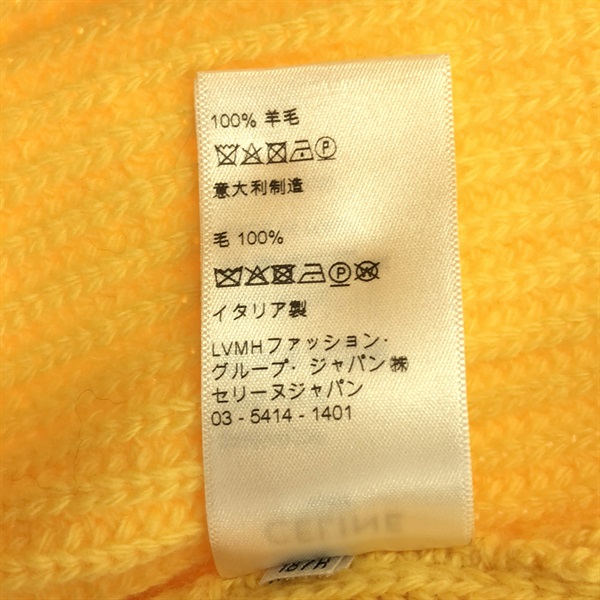 100% 羊毛
意大利制造
毛 100%
イタリア製
LVMHファッション·
グループ· ジャパン㈱
セリーヌジャパン
03 - 5414 - 1401
CELINE